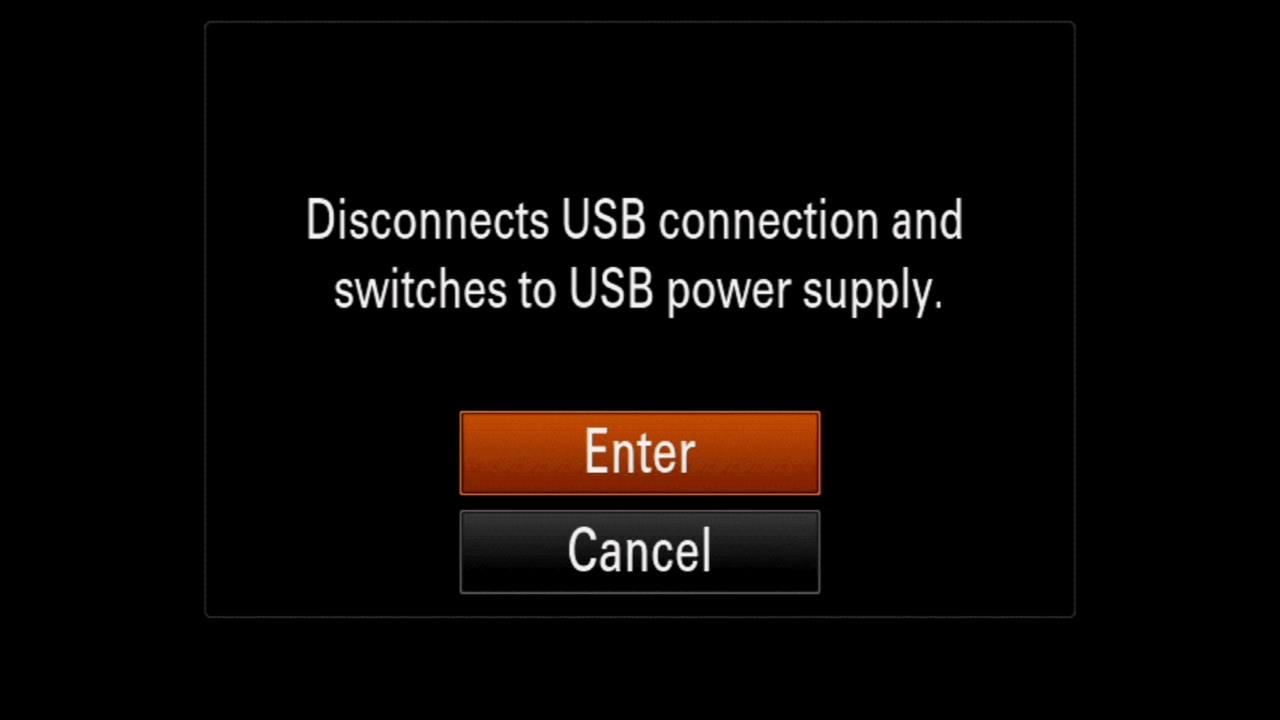 Disconnects USB connection and
switches to USB power supply.
Enter
Cancel